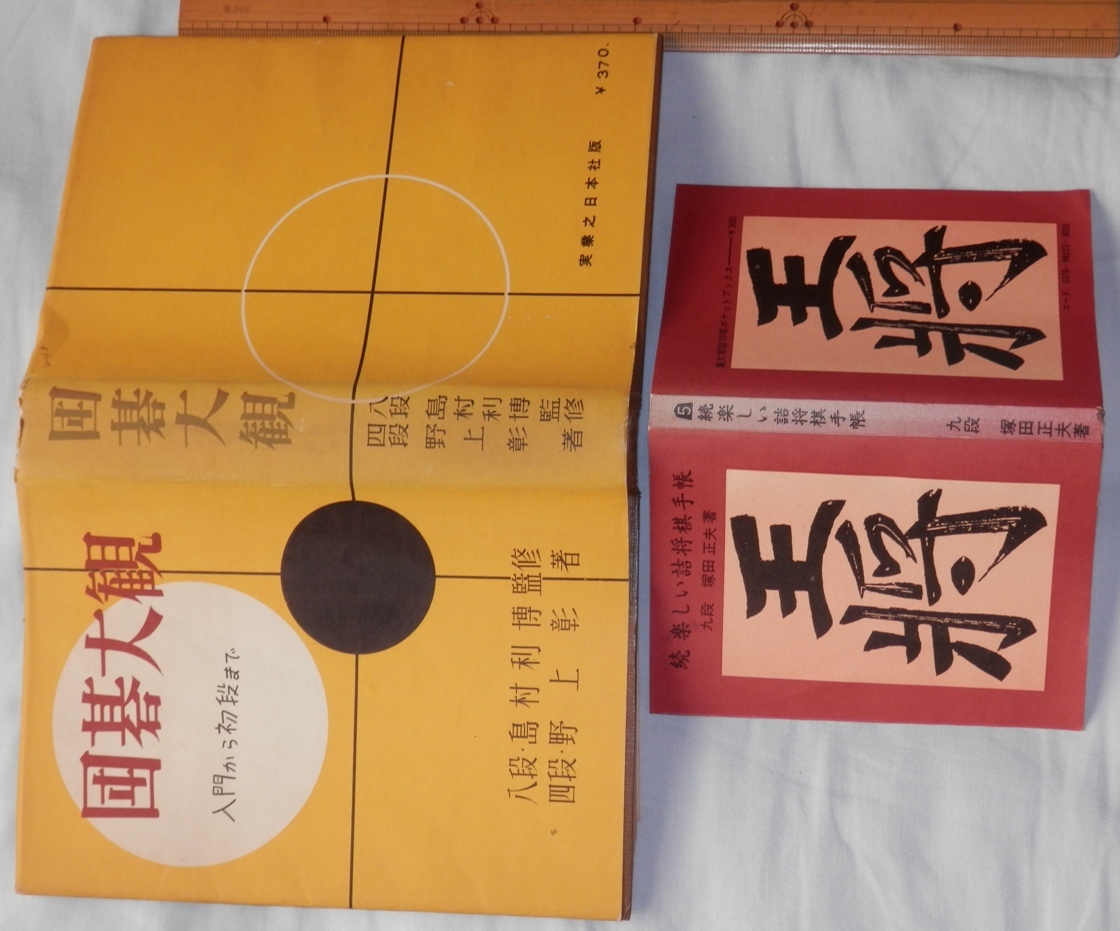 囲碁大観
入門から初段まで
八段・島村利博監修
四段・野上彰著
囲碁大観
八段 島村利博 監修
四段 野上彰 著
実業之日本社版
¥370.
続 楽しい詰将棋手帳
九段 塚田正夫著
王将
5
続 楽しい詰将棋手帳
九段 塚田正夫著
¥300
王将